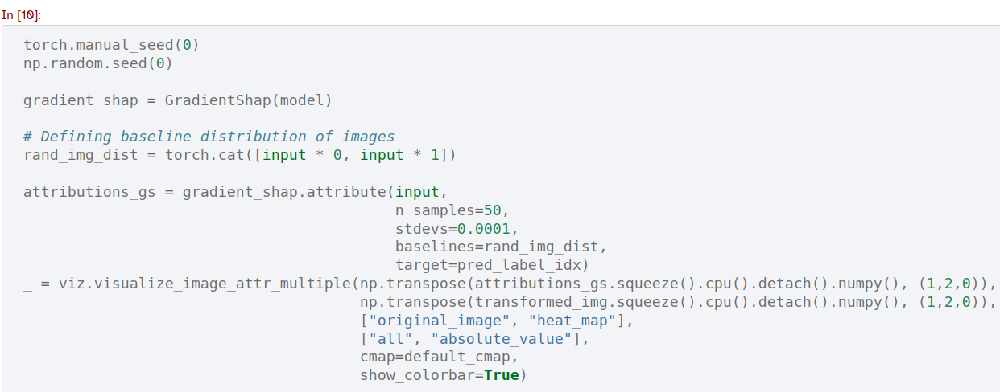 In [10]:
torch.manual_seed(0)
np.random.seed(0)
gradient_shap = GradientShap(model)
# Defining baseline distribution of images
rand_img_dist = torch.cat([input * 0, input * 1])
attributions_gs = gradient_shap.attribute(input,
n_samples=50,
stdevs=0.0001,
baselines=rand_img_dist,
target=pred_label_idx)
_ = viz.visualize_image_attr_multiple(np.transpose(attributions_gs.squeeze().cpu().detach().numpy(), (1,2,0)),
np.transpose(transformed_img.squeeze().cpu().detach().numpy(), (1,2,0)),
["original_image", "heat_map"],
["all", "absolute_value"],
cmap=default_cmap,
show_colorbar=True)